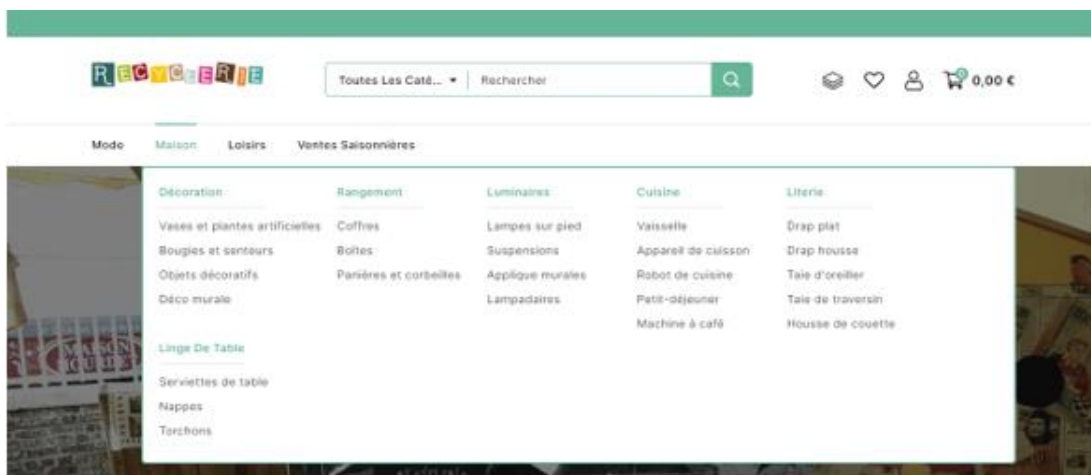 RECYCLERIE
Toutes Les Caté... Rechercher
0
0,00 €
Mode Maison Loisirs Ventes Saisonnières
Décoration
Vases et plantes artificielles
Bougies et senteurs
Objets décoratifs
Déco murale
Rangement
Coffres
Boîtes
Panières et corbeilles
Luminaires
Lampes sur pied
Suspensions
Applique murales
Lampadaires
Cuisine
Vaisselle
Appareil de cuisson
Robot de cuisine
Petit-déjeuner
Machine à café
Literie
Drap plat
Drap housse
Taie d'oreiller
Taie de traversin
Housse de couette
Linge De Table
Serviettes de table
Nappes
Torchons
MAISON